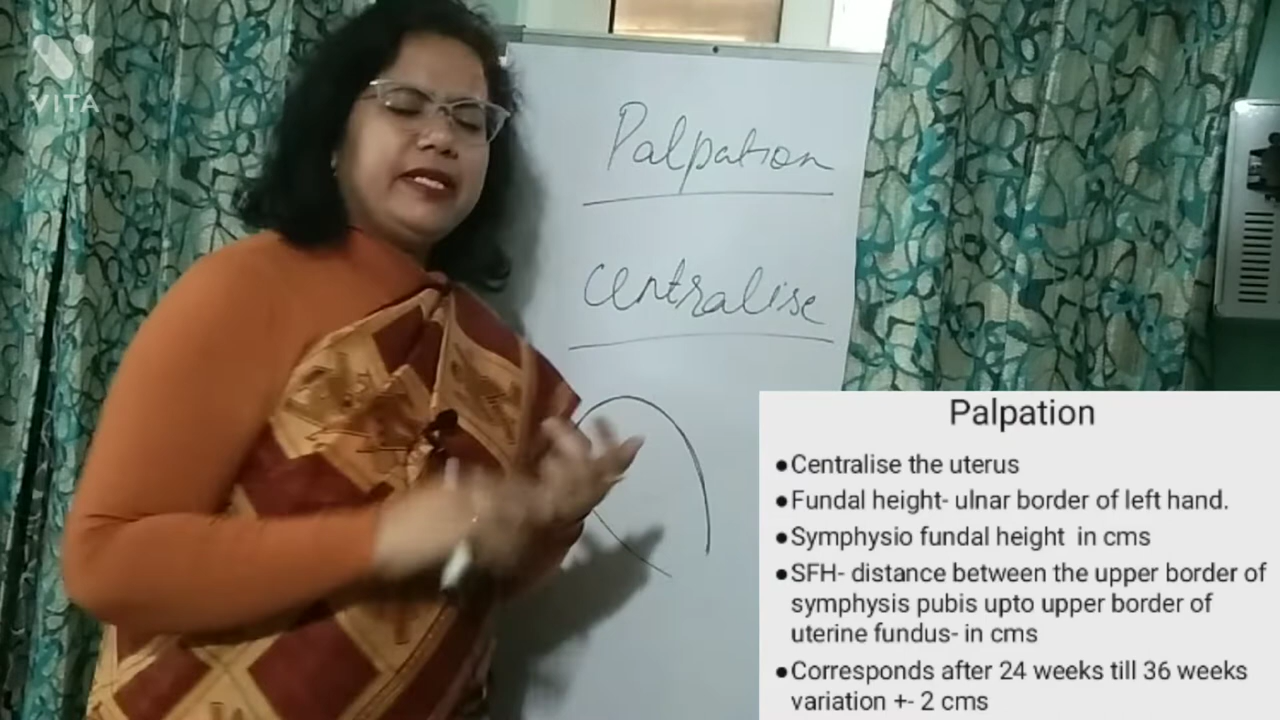 VITA
Palpation
centralise
Palpation
●Centralise the uterus
●Fundal height- ulnar border of left hand.
●Symphysio fundal height in cms
●SFH- distance between the upper border of
symphysis pubis upto upper border of
uterine fundus- in cms
●Corresponds after 24 weeks till 36 weeks
variation +- 2 cms